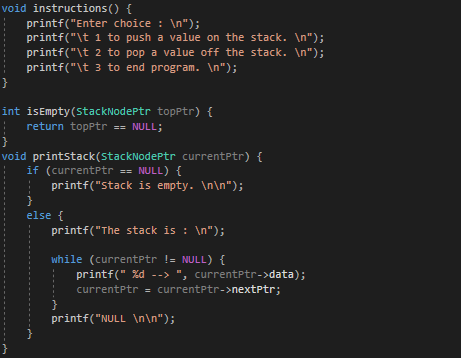 void instructions() {
    printf("Enter choice : \n");
    printf("\t 1 to push a value on the stack. \n");
    printf("\t 2 to pop a value off the stack. \n");
    printf("\t 3 to end program. \n");
}

int isEmpty(StackNodePtr topPtr) {
    return topPtr == NULL;
}
void printStack(StackNodePtr currentPtr) {
    if (currentPtr == NULL) {
        printf("Stack is empty. \n\n");
    }
    else {
        printf("The stack is : \n");

        while (currentPtr != NULL) {
            printf(" %d --> ", currentPtr->data);
            currentPtr = currentPtr->nextPtr;
        }
        printf("NULL \n\n");
    }
}